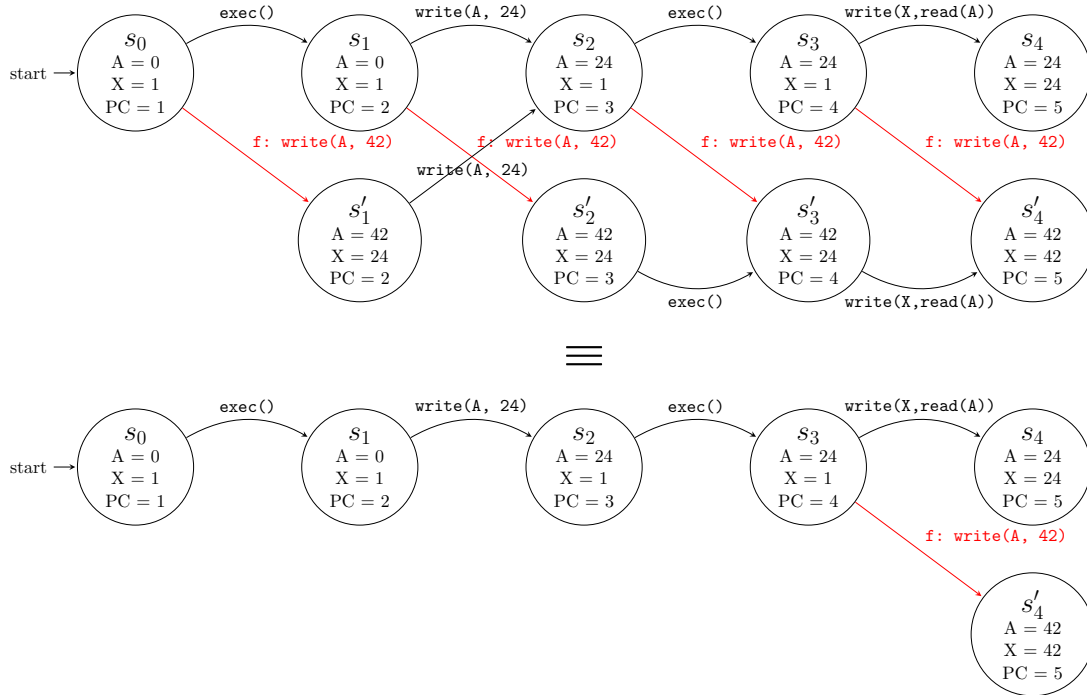 exec()
write(A, 24)
exec()
write(X,read(A))
start
s0
A = 0
X = 1
PC = 1
s1
A = 0
X = 1
PC = 2
s2
A = 24
X = 1
PC = 3
s3
A = 24
X = 1
PC = 4
s4
A = 24
X = 24
PC = 5
f: write(A, 42)
f: write(A, 42)
f: write(A, 42)
f: write(A, 42)
write(A, 24)
s′1
A = 42
X = 24
PC = 2
s′2
A = 42
X = 24
PC = 3
s′3
A = 42
X = 24
PC = 4
s′4
A = 42
X = 42
PC = 5
exec()
write(X,read(A))
≡
exec()
write(A, 24)
exec()
write(X,read(A))
start
s0
A = 0
X = 1
PC = 1
s1
A = 0
X = 1
PC = 2
s2
A = 24
X = 1
PC = 3
s3
A = 24
X = 1
PC = 4
s4
A = 24
X = 24
PC = 5
f: write(A, 42)
s′4
A = 42
X = 42
PC = 5